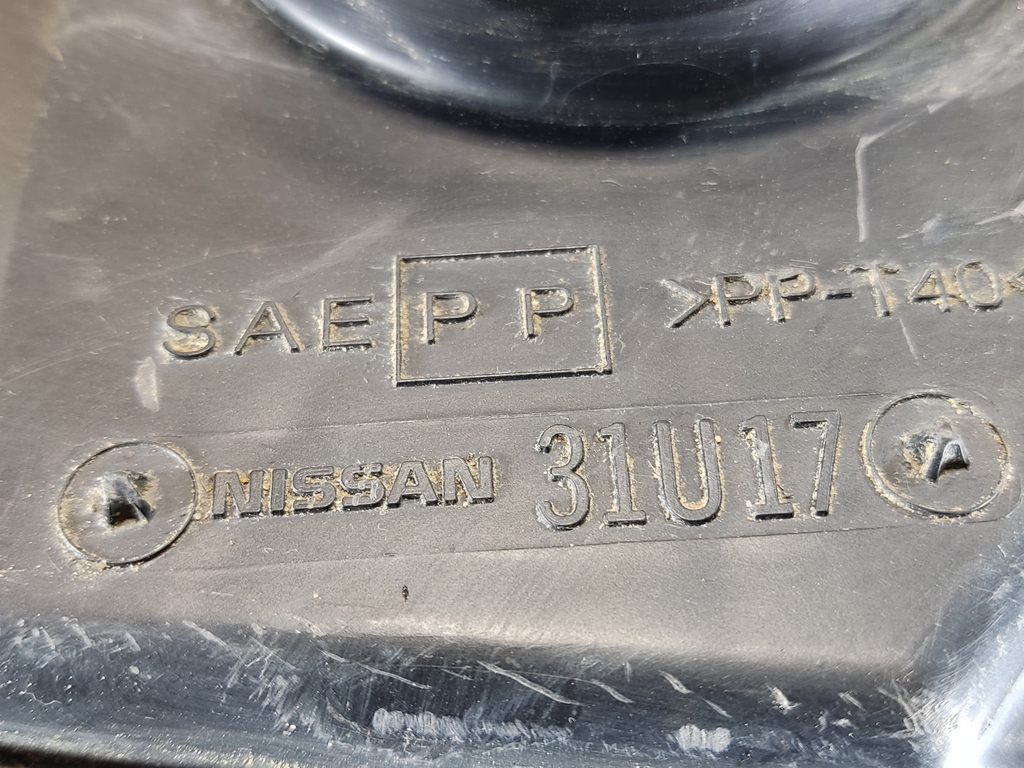 SAE PP >PP-T40<
A NISSAN 31U17 A